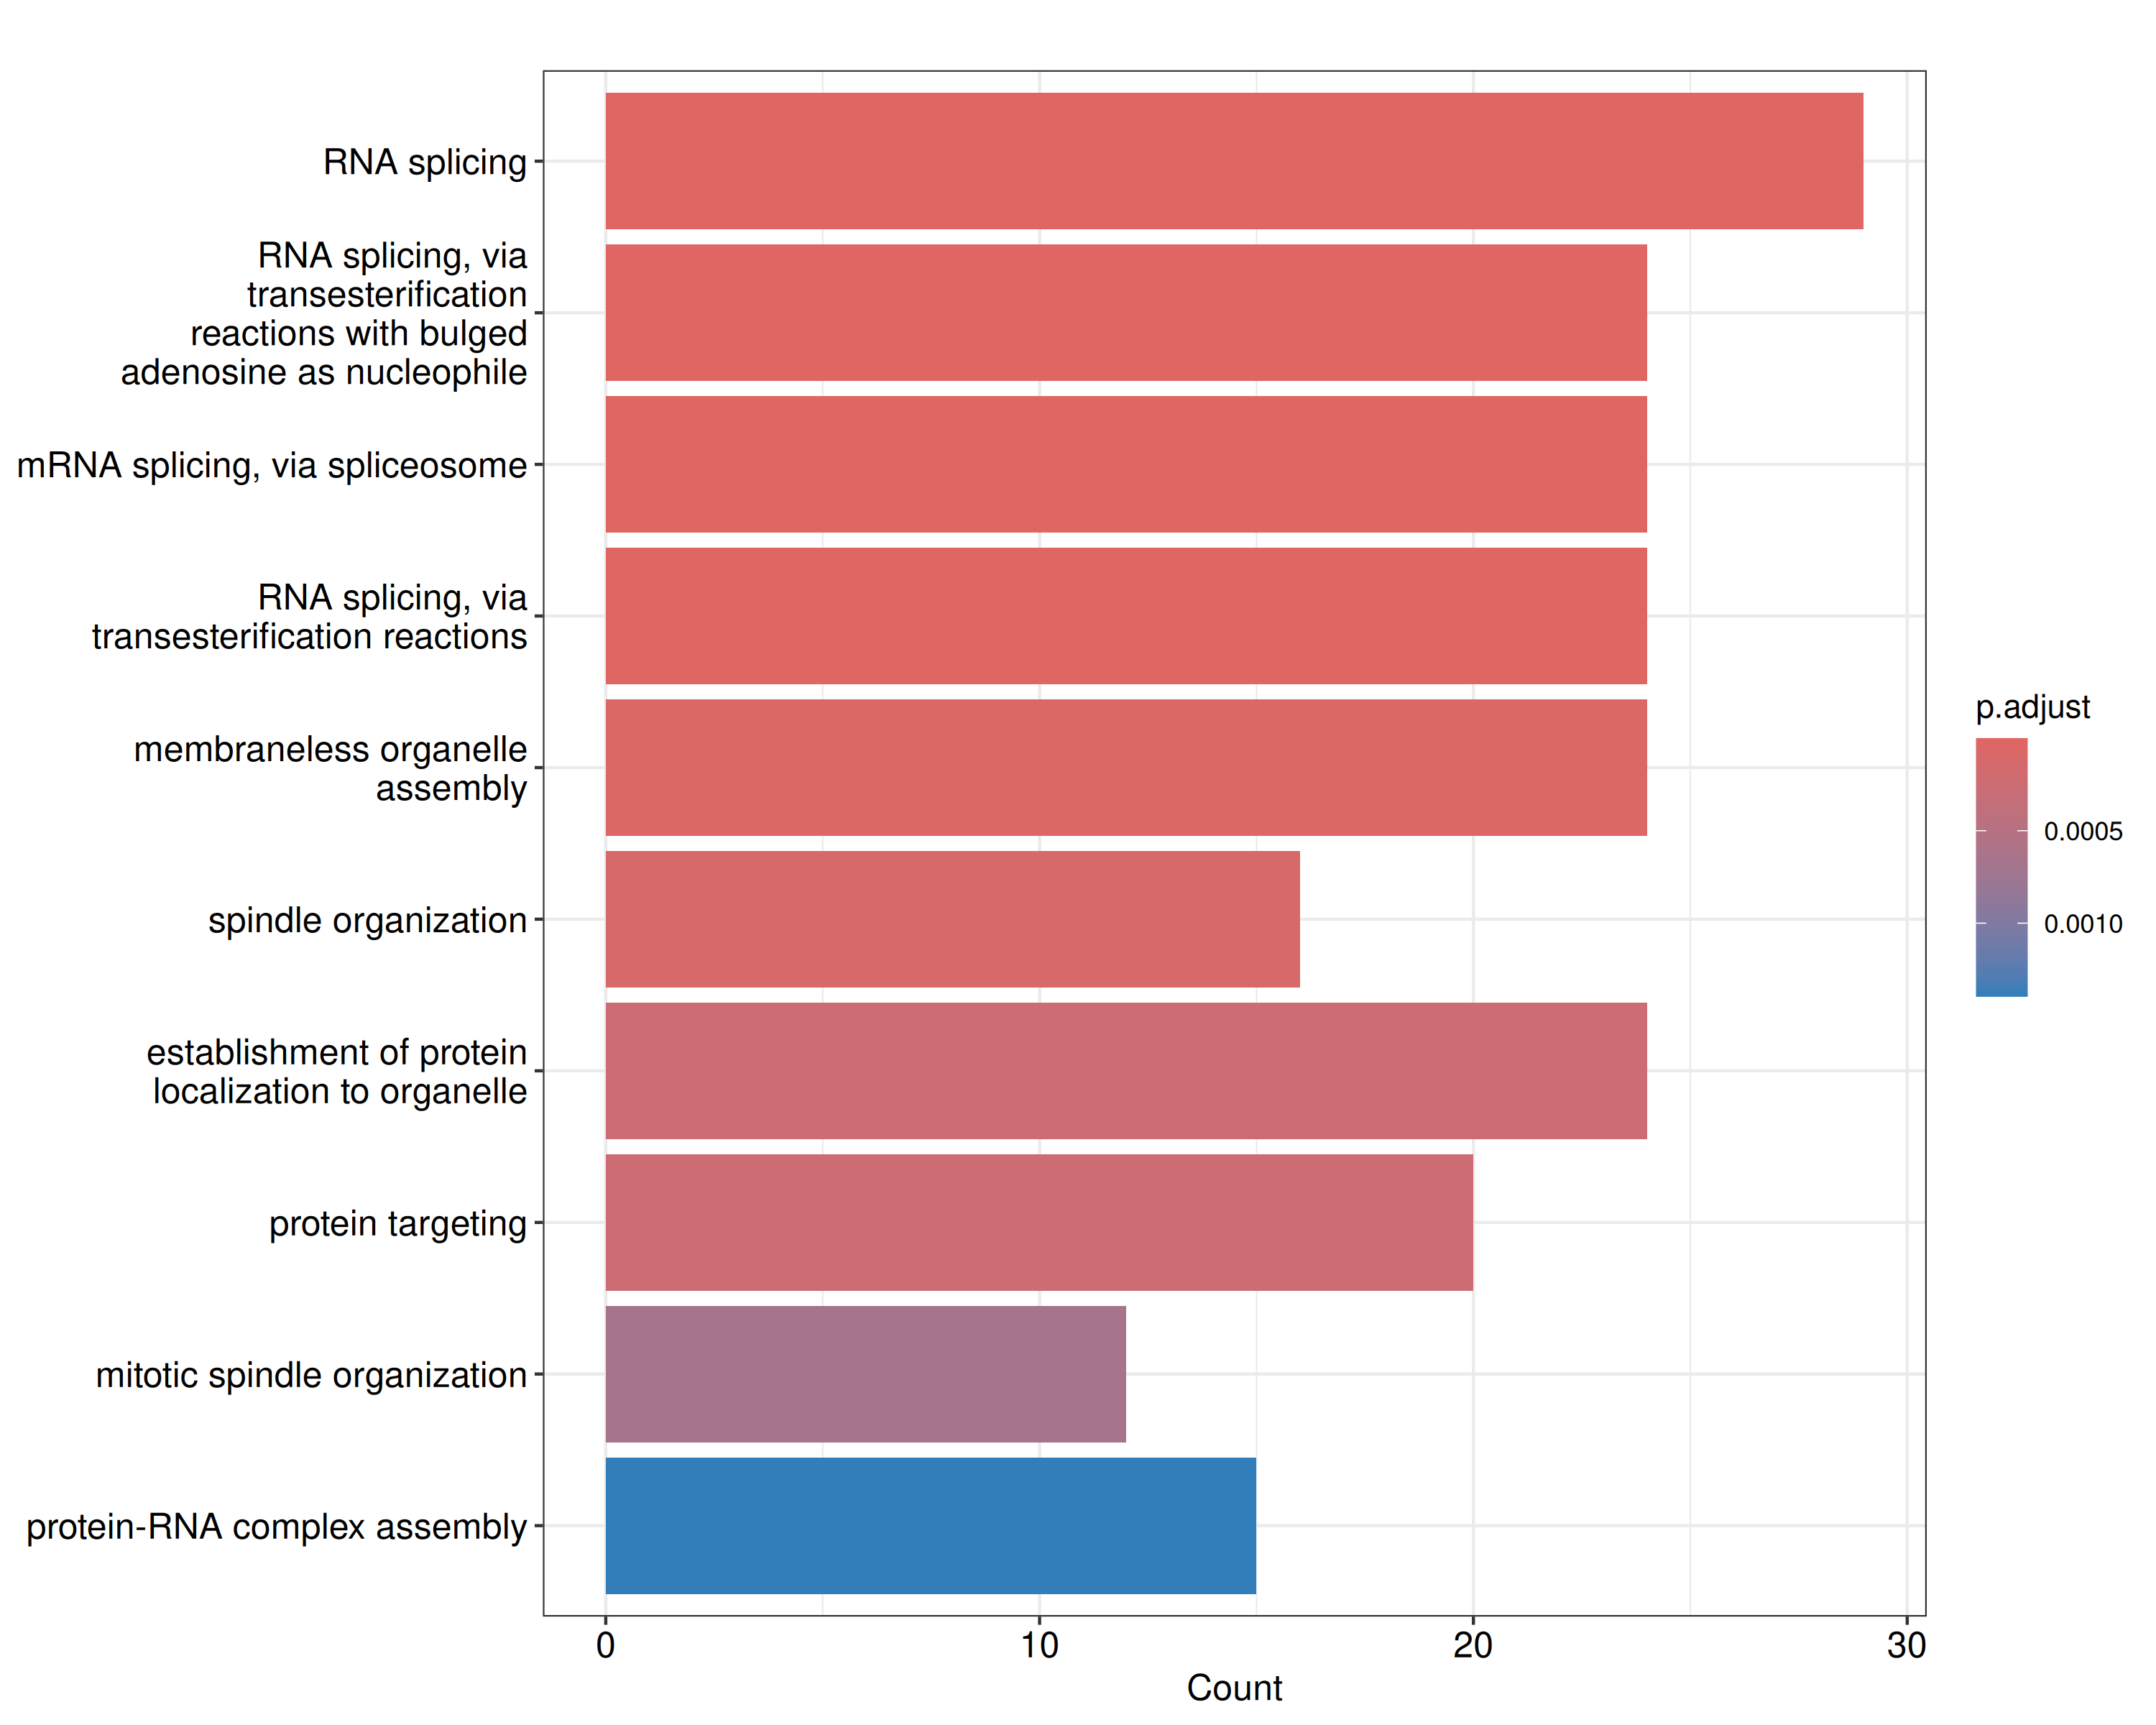 RNA splicing
RNA splicing, via
transesterification
reactions with bulged
adenosine as nucleophile
mRNA splicing, via spliceosome
RNA splicing, via
transesterification reactions
membraneless organelle
assembly
spindle organization
establishment of protein
localization to organelle
protein targeting
mitotic spindle organization
protein-RNA complex assembly
0 10 20 30
Count
p.adjust
0.0005
0.0010